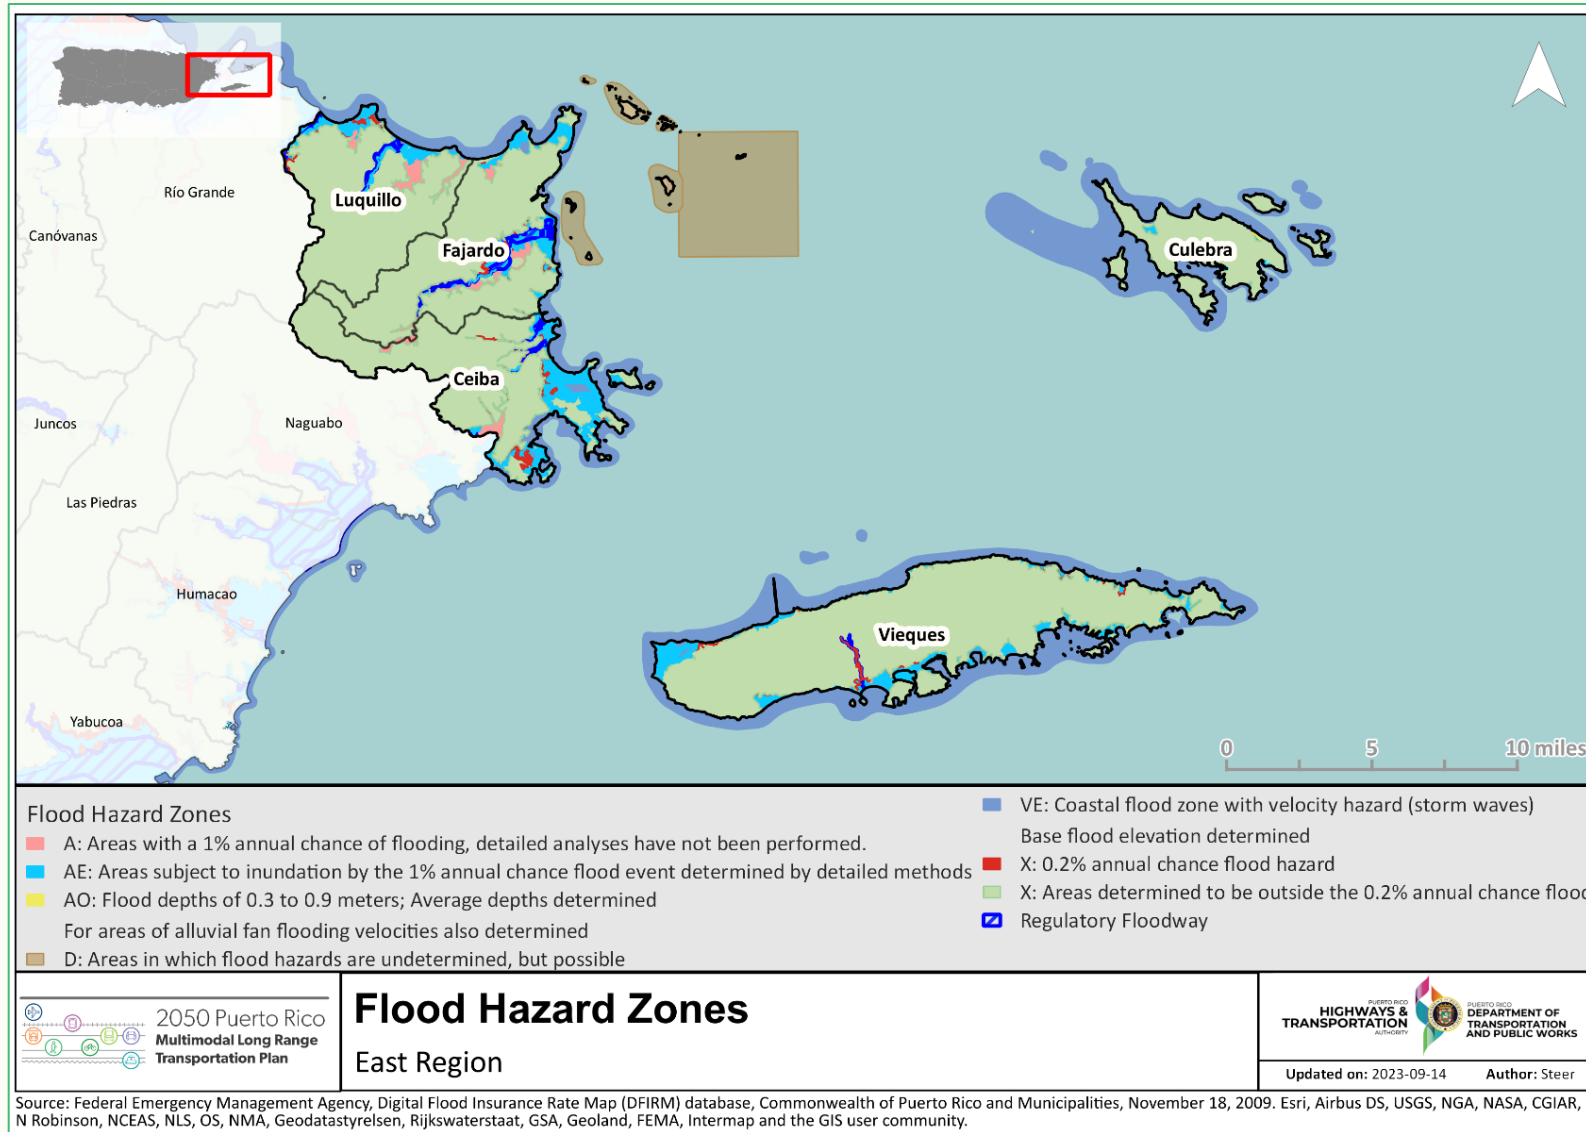 Río Grande
Canóvanas
Luquillo
Fajardo
Culebra
Ceiba
Juncos
Naguabo
Las Piedras
Humacao
Vieques
Yabucoa
0 5 10 miles
Flood Hazard Zones
A: Areas with a 1% annual chance of flooding, detailed analyses have not been performed.
AE: Areas subject to inundation by the 1% annual chance flood event determined by detailed methods
AO: Flood depths of 0.3 to 0.9 meters; Average depths determined
For areas of alluvial fan flooding velocities also determined
D: Areas in which flood hazards are undetermined, but possible
VE: Coastal flood zone with velocity hazard (storm waves)
Base flood elevation determined
X: 0.2% annual chance flood hazard
X: Areas determined to be outside the 0.2% annual chance flood
Regulatory Floodway
2050 Puerto Rico
Multimodal Long Range
Transportation Plan
Flood Hazard Zones
East Region
PUERTO RICO
HIGHWAYS &
TRANSPORTATION
AUTHORITY
PUERTO RICO
DEPARTMENT OF
TRANSPORTATION
AND PUBLIC WORKS
Updated on: 2023-09-14 Author: Steer
Source: Federal Emergency Management Agency, Digital Flood Insurance Rate Map (DFIRM) database, Commonwealth of Puerto Rico and Municipalities, November 18, 2009. Esri, Airbus DS, USGS, NGA, NASA, CGIAR,
N Robinson, NCEAS, NLS, OS, NMA, Geodatastyrelsen, Rijkswaterstaat, GSA, Geoland, FEMA, Intermap and the GIS user community.